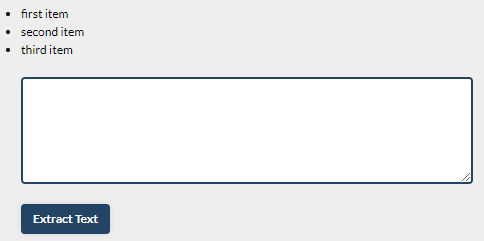 first item
second item
third item
Extract Text